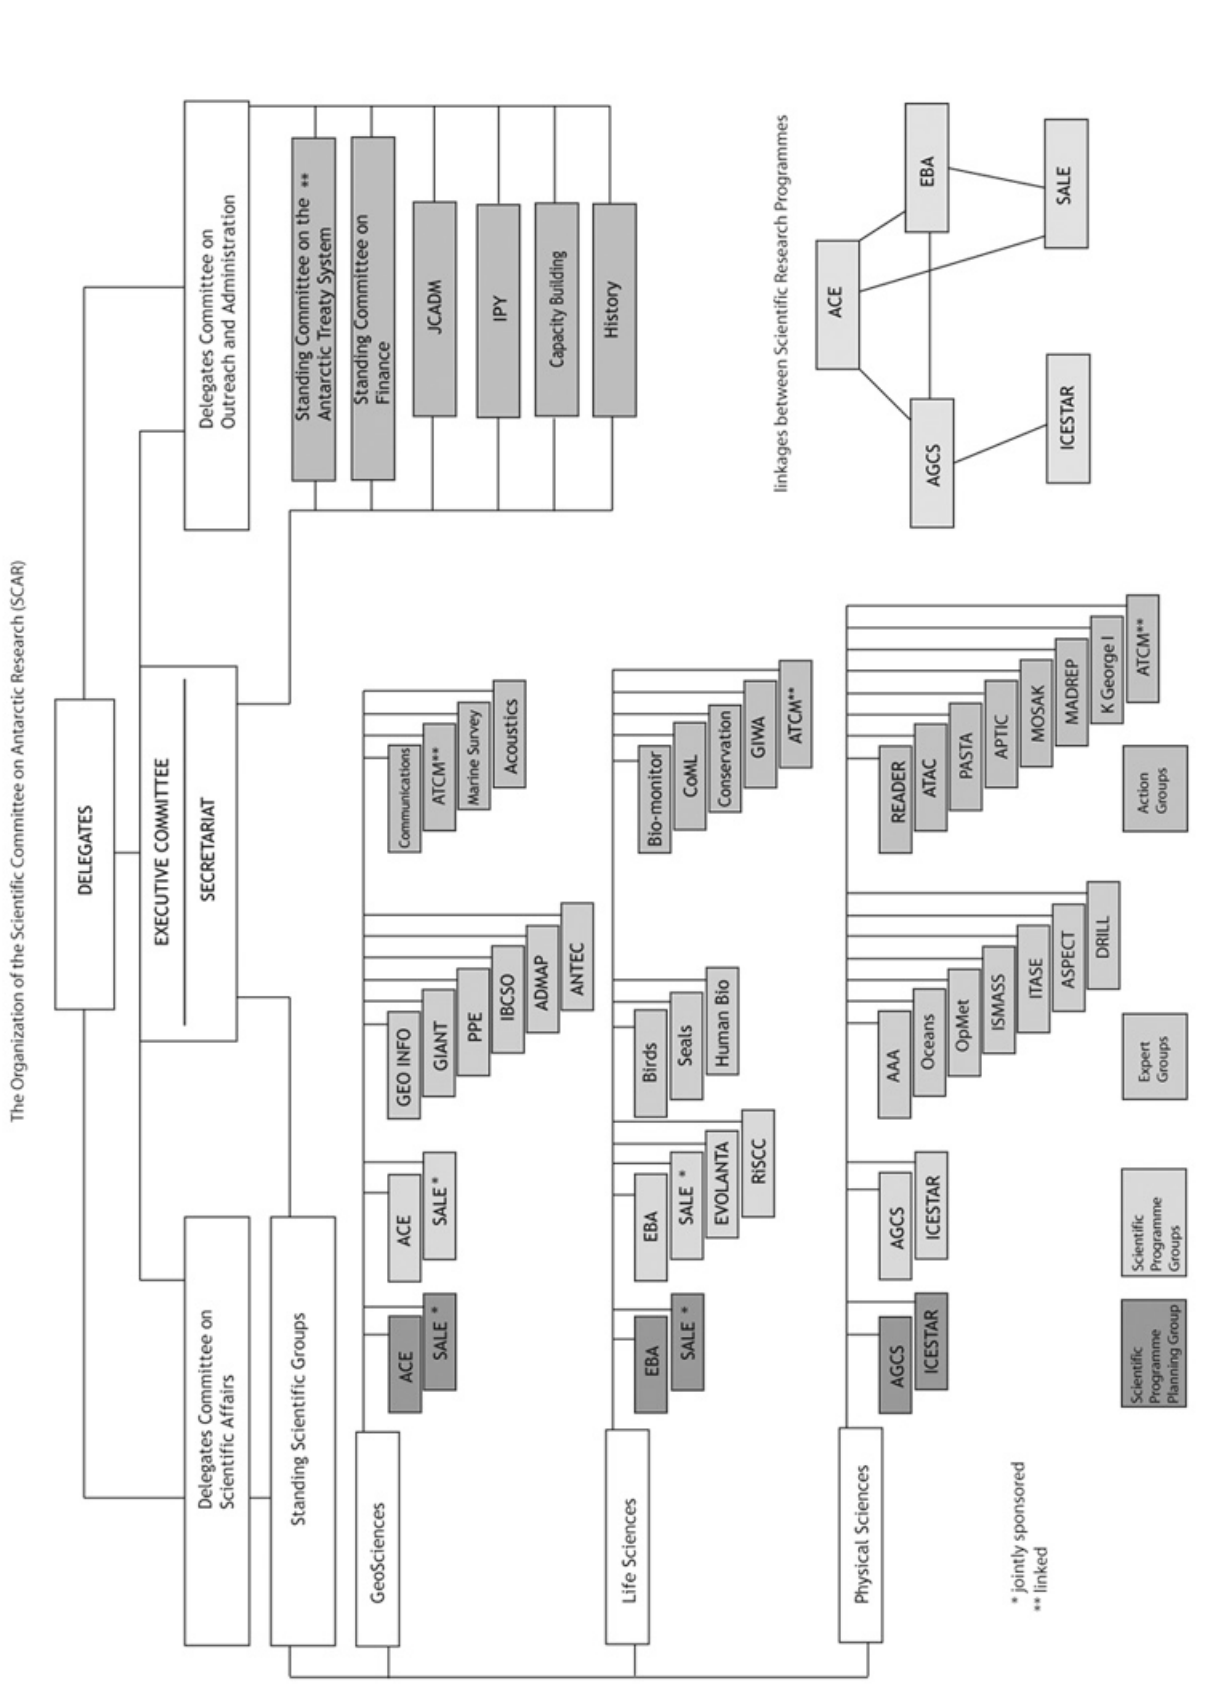 The Organization of the Scientific Committee on Antarctic Research (SCAR)
DELEGATES
EXECUTIVE COMMITTEE
SECRETARIAT
Delegates Committee on
Scientific Affairs
Delegates Committee on
Outreach and Administration
Standing Scientific Groups
Standing Committee on the **
Antarctic Treaty System
Standing Committee on
Finance
JCADM
IPY
Capacity Building
History
GeoSciences
ACE
SALE *
ACE
SALE *
GEO INFO
GIANT
PPE
IBCSO
ADMAP
ANTEC
Communications
ATCM**
Marine Survey
Acoustics
Life Sciences
EBA
SALE *
EBA
SALE *
EVOLANTA
RiSCC
Birds
Seals
Human Bio
Bio-monitor
CoML
Conservation
GIWA
ATCM**
Physical Sciences
AGCS
ICESTAR
AGCS
ICESTAR
AAA
Oceans
OpMet
ISMASS
ITASE
ASPECT
DRILL
READER
ATAC
PASTA
APTIC
MOSAK
MADREP
K George I
ATCM**
linkages between Scientific Research Programmes
ACE
AGCS
EBA
ICESTAR
SALE
* jointly sponsored
** linked
Scientific
Programme
Planning Group
Scientific
Programme
Groups
Expert
Groups
Action
Groups